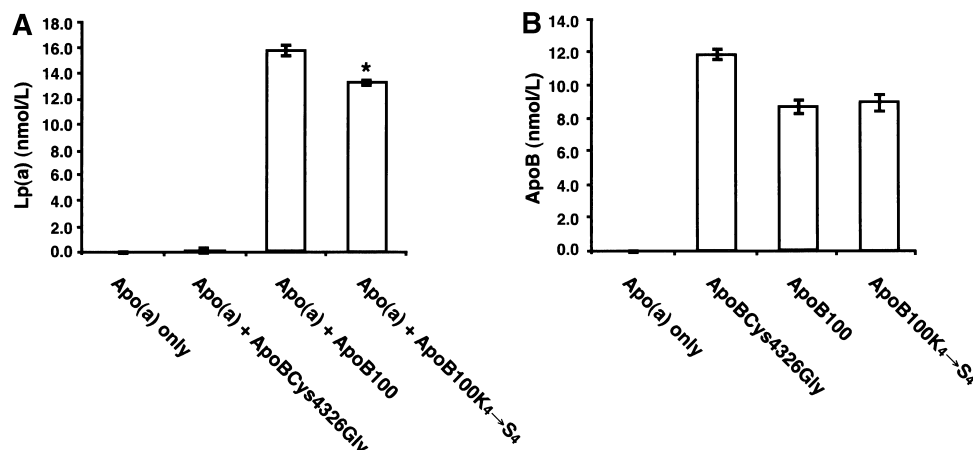 A
Lp(a) (nmol/L)
18.0
16.0
14.0
12.0
10.0
8.0
6.0
4.0
2.0
0.0
*
Apo(a) only
Apo(a) + ApoBCys4326Gly
Apo(a) + ApoB100
Apo(a) + ApoB100K₄→S₄
B
ApoB (nmol/L)
14.0
12.0
10.0
8.0
6.0
4.0
2.0
0.0
Apo(a) only
ApoBCys4326Gly
ApoB100
ApoB100K₄→S₄